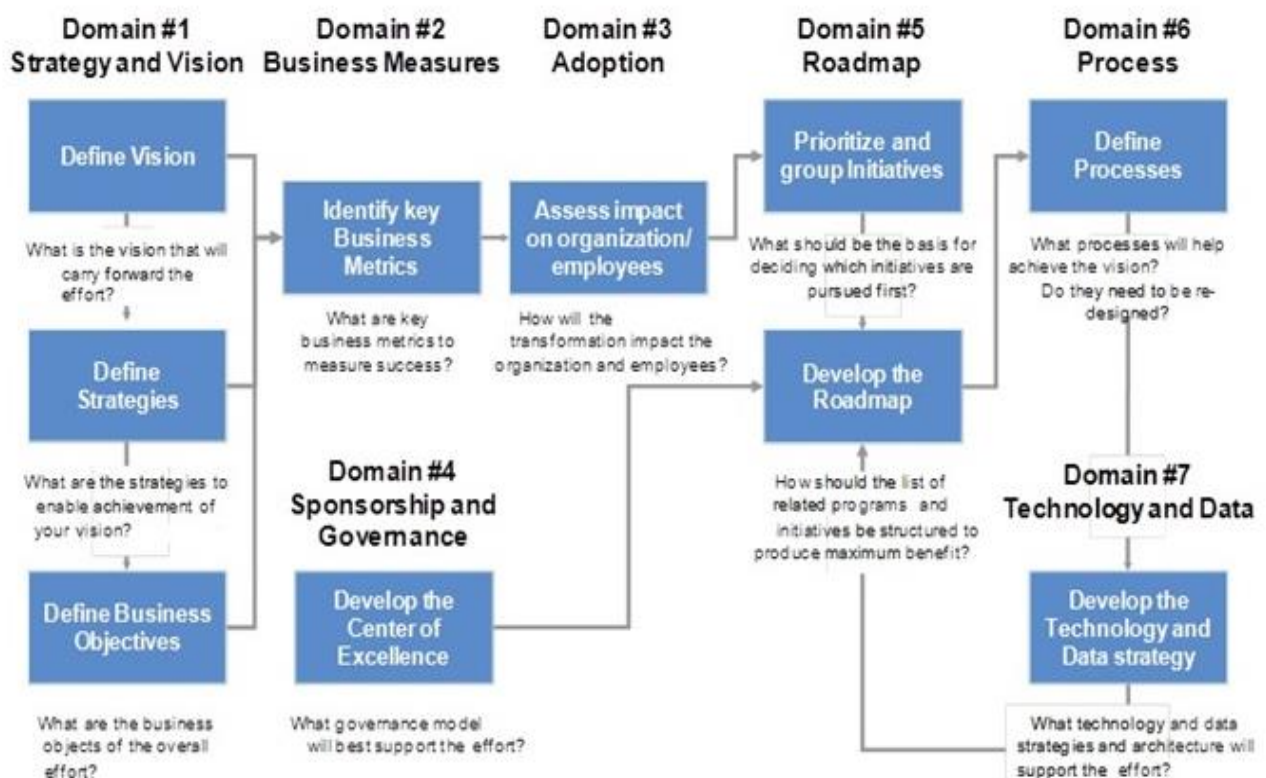 Domain #1
Strategy and Vision
Define Vision
What is the vision that will
carry forward the
effort?
Define
Strategies
What are the strategies to
enable achievement of
your vision?
Define Business
Objectives
What are the business
objects of the overall
effort?
Domain #2
Business Measures
Identify key
Business
Metrics
What are key
business metrics to
measure success?
Domain #3
Adoption
Assess impact
on organization/
employees
How will the
transformation impact the
organization and employees?
Domain #4
Sponsorship and
Governance
Develop the
Center of
Excellence
What governance model
will best support the effort?
Domain #5
Roadmap
Prioritize and
group Initiatives
What should be the basis for
deciding which initiatives are
pursued first?
Develop the
Roadmap
How should the list of
related programs and
initiatives be structured to
produce maximum benefit?
Domain #6
Process
Define
Processes
What processes will help
achieve the vision?
Do they need to be re-
designed?
Domain #7
Technology and Data
Develop the
Technology and
Data strategy
What technology and data
strategies and architecture will
support the effort?